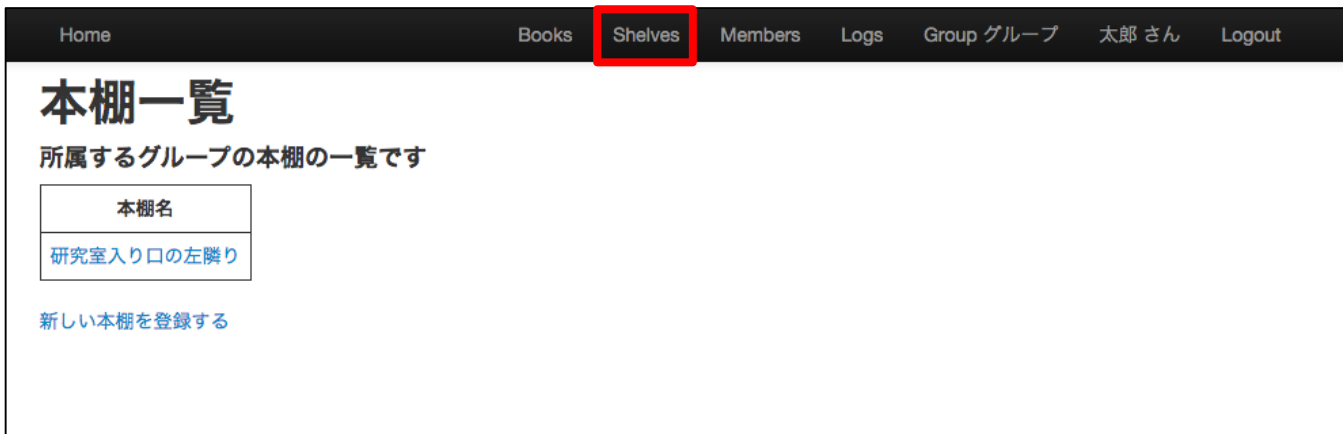 Home Books Shelves Members Logs Group グループ 太郎 さん Logout
本棚一覧
所属するグループの本棚の一覧です
本棚名
研究室入り口の左隣り
新しい本棚を登録する